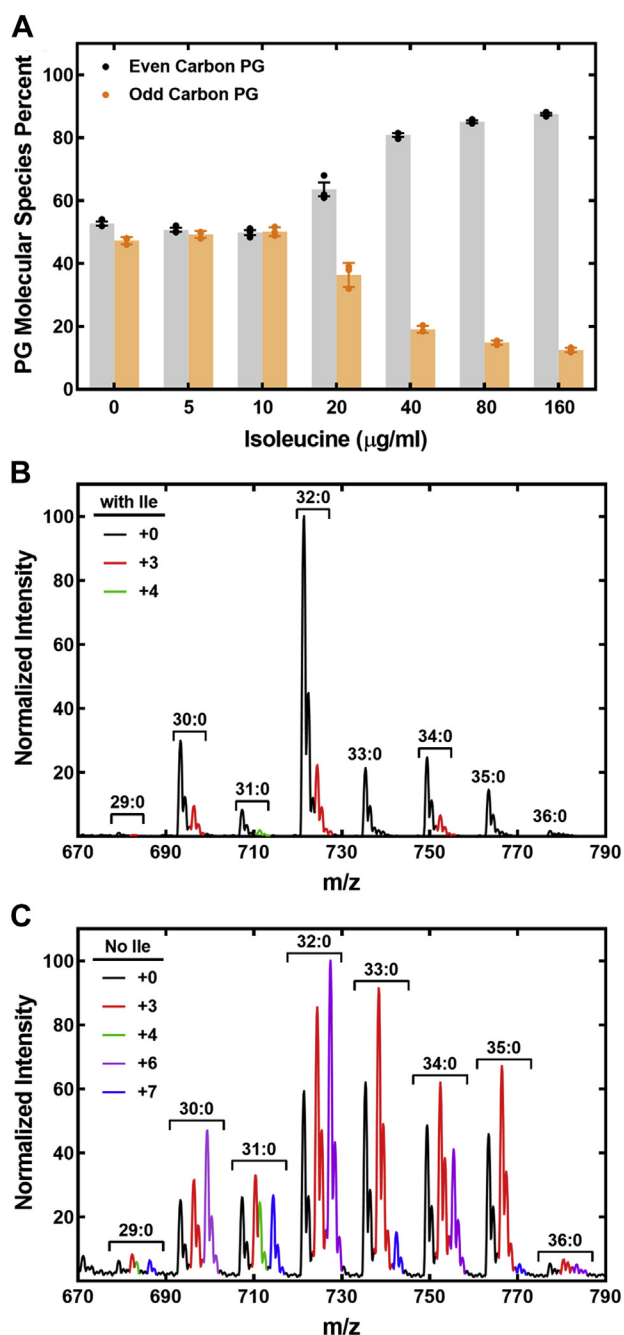 A
Even Carbon PG
Odd Carbon PG
PG Molecular Species Percent
100
80
60
40
20
0
0 5 10 20 40 80 160
Isoleucine (μg/ml)
B
with Ile
+0
+3
+4
Normalized Intensity
100
80
60
40
20
29:0
30:0
31:0
32:0
33:0
34:0
35:0
36:0
670 690 710 730 750 770 790
m/z
C
No Ile
+0
+3
+4
+6
+7
Normalized Intensity
100
80
60
40
20
29:0
30:0
31:0
32:0
33:0
34:0
35:0
36:0
670 690 710 730 750 770 790
m/z